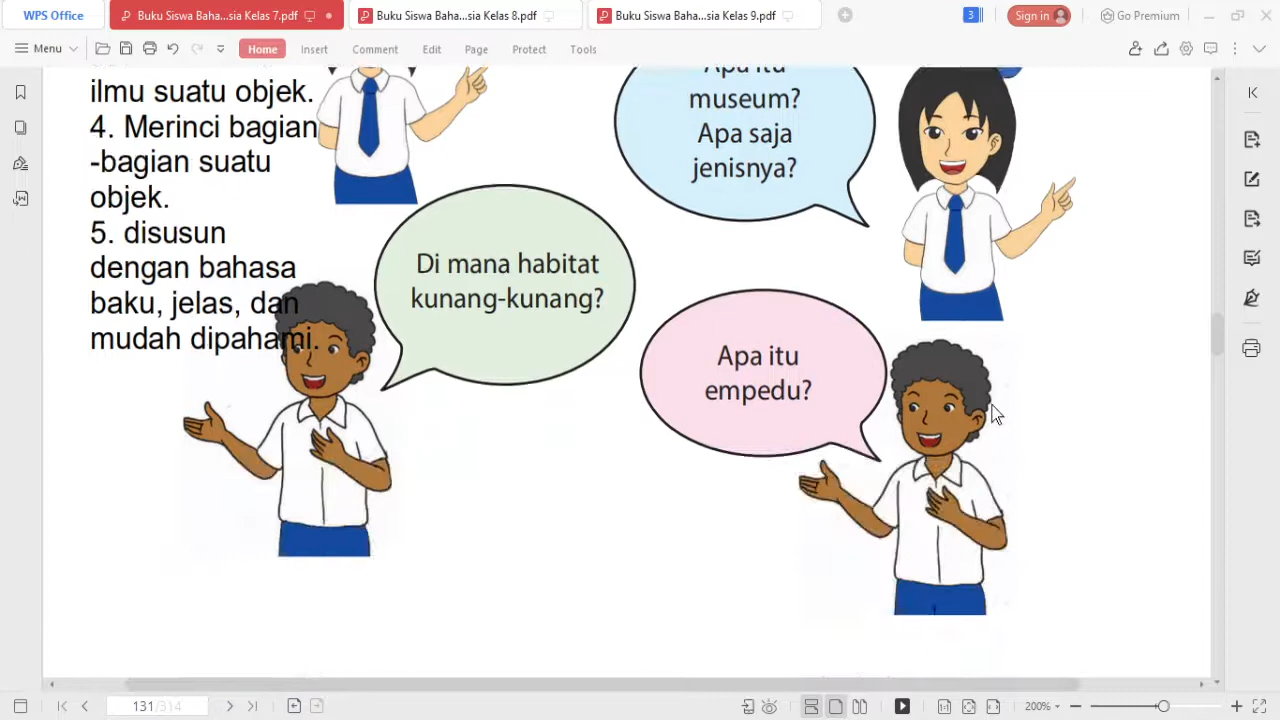 WPS Office
Buku Siswa Baha...sia Kelas 7.pdf
Buku Siswa Baha...sia Kelas 8.pdf
Buku Siswa Baha...sia Kelas 9.pdf
3
Sign in
Go Premium
Menu
Home
Insert
Comment
Edit
Page
Protect
Tools
ilmu suatu objek.
4. Merinci bagian
-bagian suatu
objek.
5. disusun
dengan bahasa
baku, jelas, dan
mudah dipahami.
Apa itu
museum?
Apa saja
jenisnya?
Di mana habitat
kunang-kunang?
Apa itu
empedu?
131/314
200%